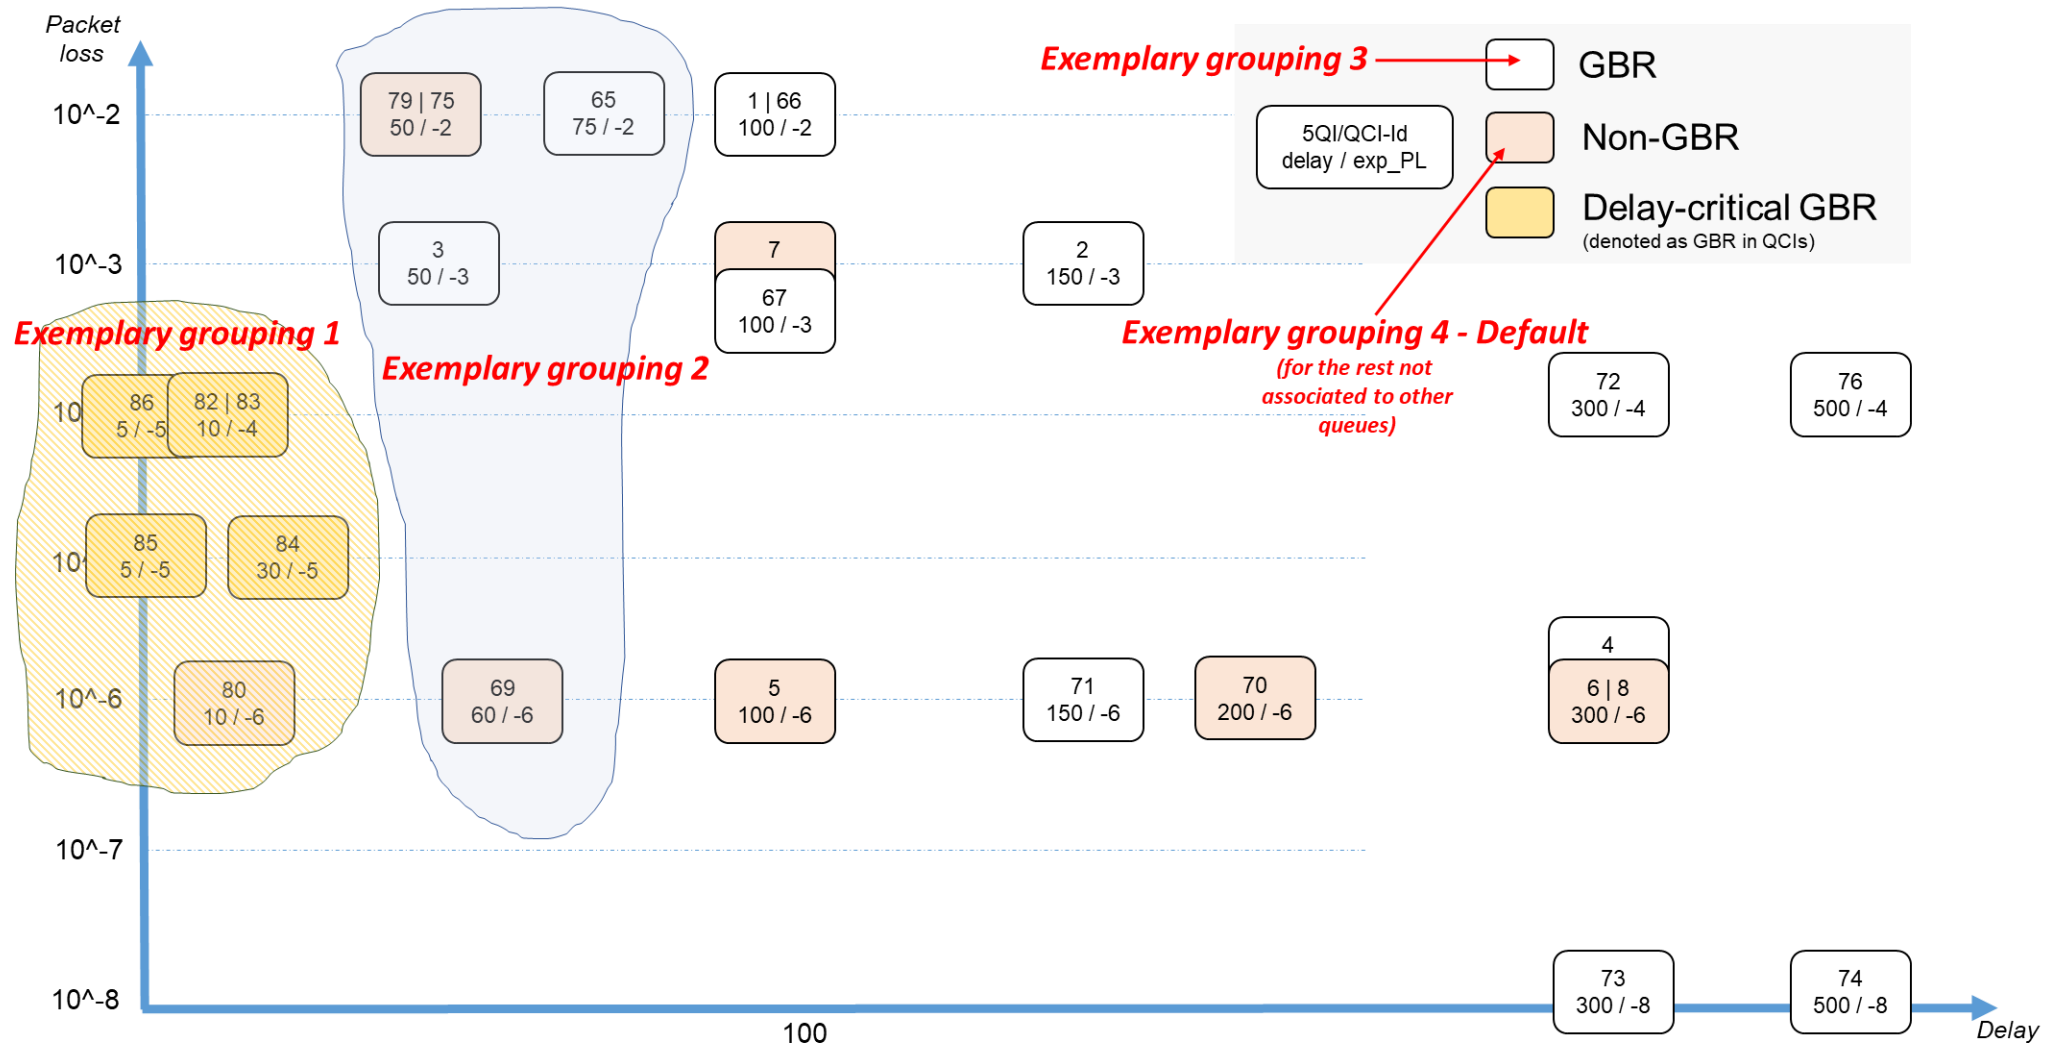 Packet
loss
10^-2
10^-3
10
10^
10^-6
10^-7
10^-8
100
Delay
79 | 75
50 / -2
65
75 / -2
1 | 66
100 / -2
3
50 / -3
7
67
100 / -3
2
150 / -3
Exemplary grouping 3
5QI/QCI-Id
delay / exp_PL
GBR
Non-GBR
Delay-critical GBR
(denoted as GBR in QCIs)
Exemplary grouping 1
Exemplary grouping 2
Exemplary grouping 4 - Default
(for the rest not
associated to other
queues)
86
5 / -5
82 | 83
10 / -4
72
300 / -4
76
500 / -4
85
5 / -5
84
30 / -5
80
10 / -6
69
60 / -6
5
100 / -6
71
150 / -6
70
200 / -6
4
6 | 8
300 / -6
73
300 / -8
74
500 / -8